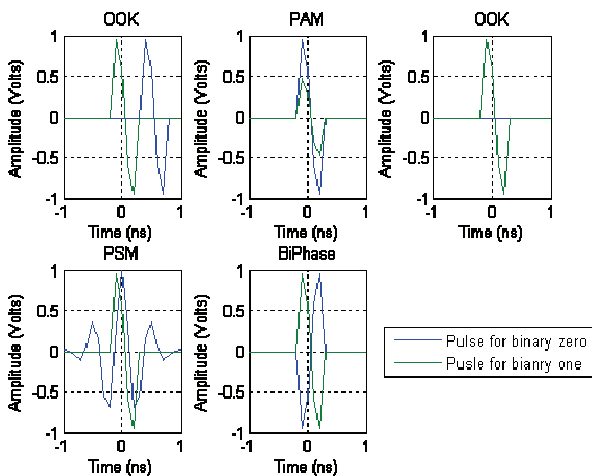 OOK PAM OOK
1 1 1
0.5 0.5 0.5
0 0 0
-0.5 -0.5 -0.5
-1 -1 -1
Amplitude (Volts) Amplitude (Volts) Amplitude (Volts)
-1 0 1 -1 0 1 -1 0 1
Time (ns) Time (ns) Time (ns)
PSM BiPhase
1 1
0.5 0.5
0 0
-0.5 -0.5
-1 -1
Amplitude (Volts) Amplitude (Volts)
-1 0 1 -1 0 1
Time (ns) Time (ns)
Pulse for binary zero
Pusle for bianry one